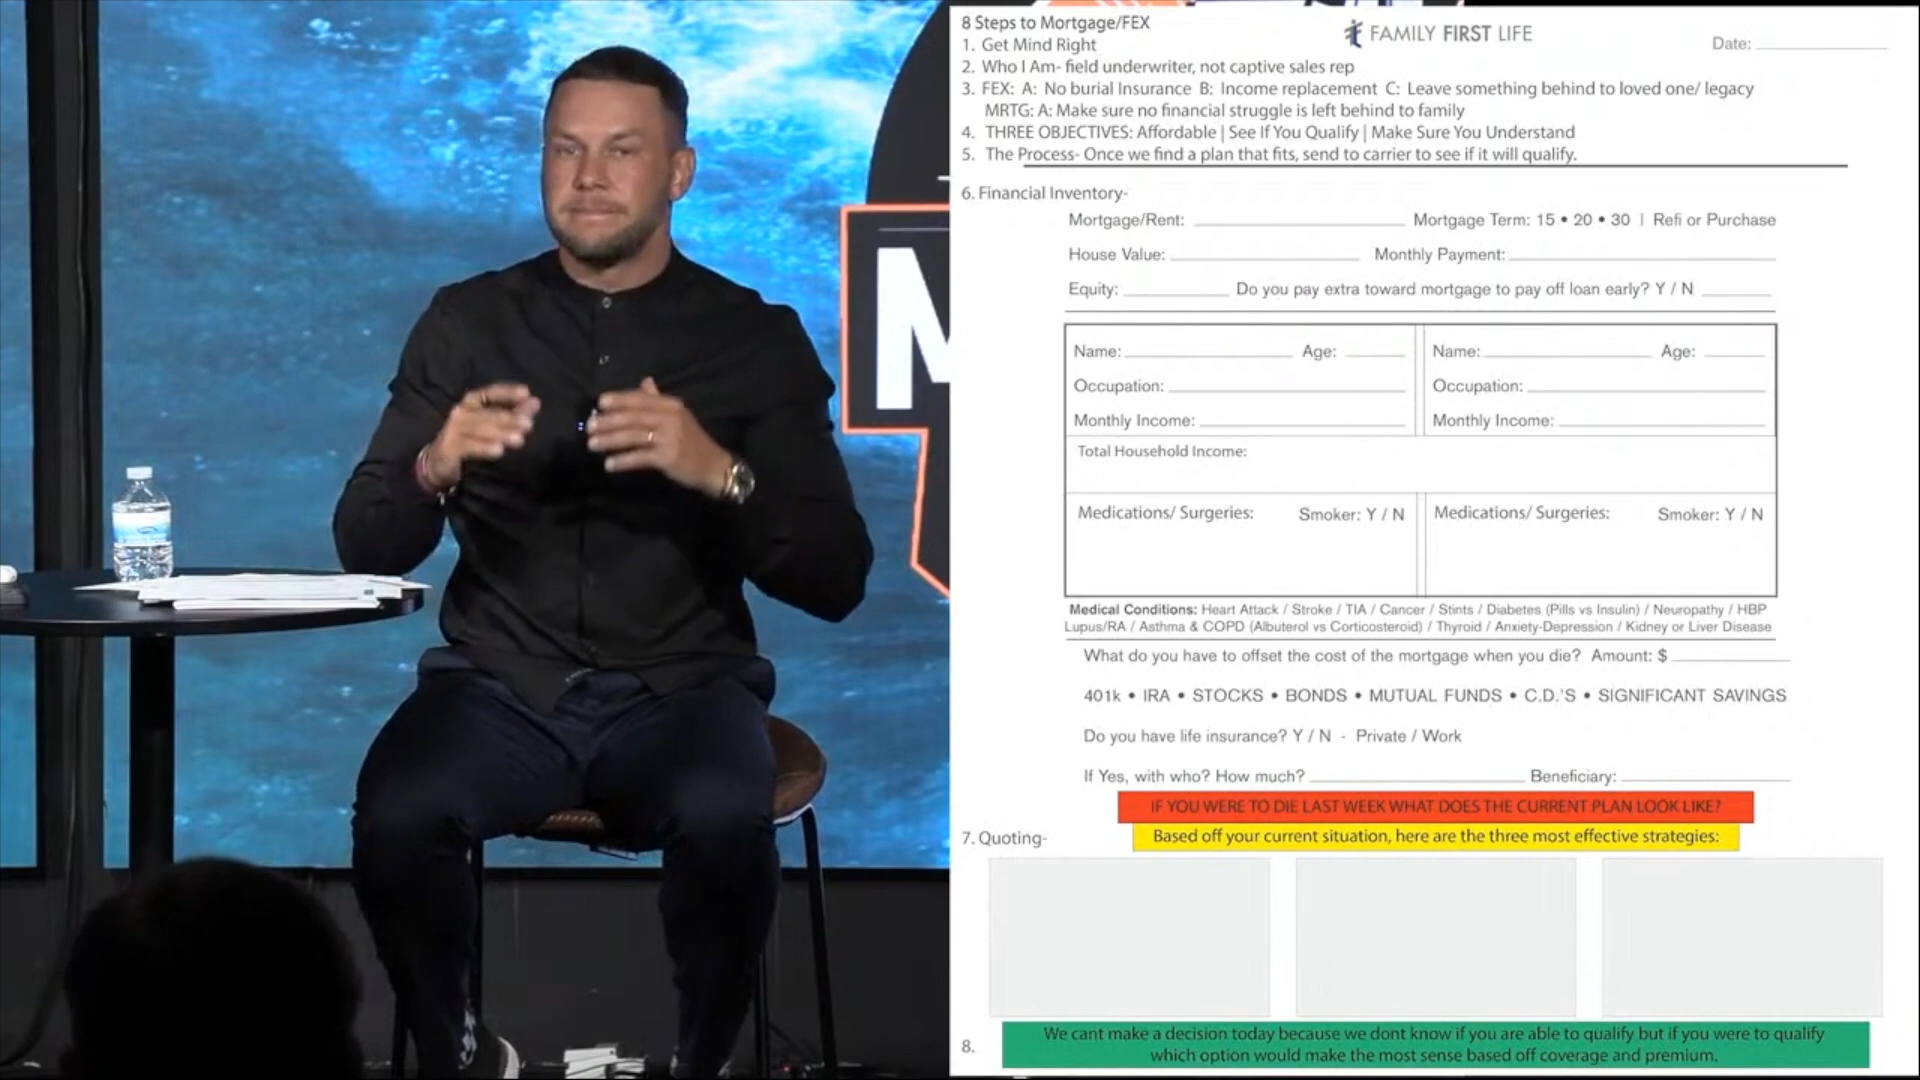 M
8 Steps to Mortgage/FEX
FAMILY FIRST LIFE
Date:
1. Get Mind Right
2. Who I Am- field underwriter, not captive sales rep
3. FEX: A: No burial Insurance B: Income replacement C: Leave something behind to loved one/ legacy
MRTG: A: Make sure no financial struggle is left behind to family
4. THREE OBJECTIVES: Affordable | See If You Qualify | Make Sure You Understand
5. The Process- Once we find a plan that fits, send to carrier to see if it will qualify.
6. Financial Inventory-
Mortgage/Rent: Mortgage Term: 15 • 20 • 30 | Refi or Purchase
House Value: Monthly Payment:
Equity: Do you pay extra toward mortgage to pay off loan early? Y / N
Name: Age: Name: Age:
Occupation: Occupation:
Monthly Income: Monthly Income:
Total Household Income:
Medications/ Surgeries: Smoker: Y / N Medications/ Surgeries: Smoker: Y / N
Medical Conditions: Heart Attack / Stroke / TIA / Cancer / Stints / Diabetes (Pills vs Insulin) / Neuropathy / HBP
Lupus/RA / Asthma & COPD (Albuterol vs Corticosteroid) / Thyroid / Anxiety-Depression / Kidney or Liver Disease
What do you have to offset the cost of the mortgage when you die? Amount: $
401k • IRA • STOCKS • BONDS • MUTUAL FUNDS • C.D.'S • SIGNIFICANT SAVINGS
Do you have life insurance? Y / N - Private / Work
If Yes, with who? How much? Beneficiary:
IF YOU WERE TO DIE LAST WEEK WHAT DOES THE CURRENT PLAN LOOK LIKE?
7. Quoting- Based off your current situation, here are the three most effective strategies:
8. We cant make a decision today because we dont know if you are able to qualify but if you were to qualify
which option would make the most sense based off coverage and premium.